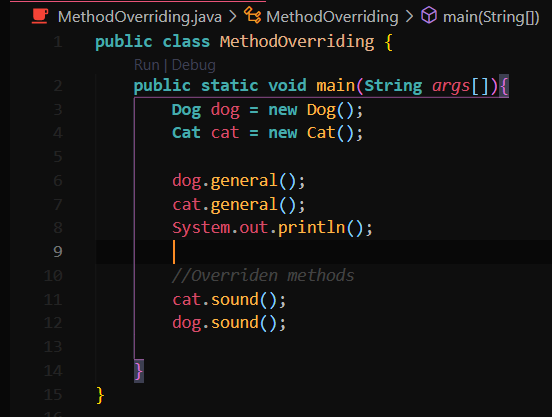 MethodOverriding.java > MethodOverriding > main(String[])
1 public class MethodOverriding {
Run | Debug
2 public static void main(String args[]){
3 Dog dog = new Dog();
4 Cat cat = new Cat();
5
6 dog.general();
7 cat.general();
8 System.out.println();
9
10 //Overriden methods
11 cat.sound();
12 dog.sound();
13
14 }
15 }
16